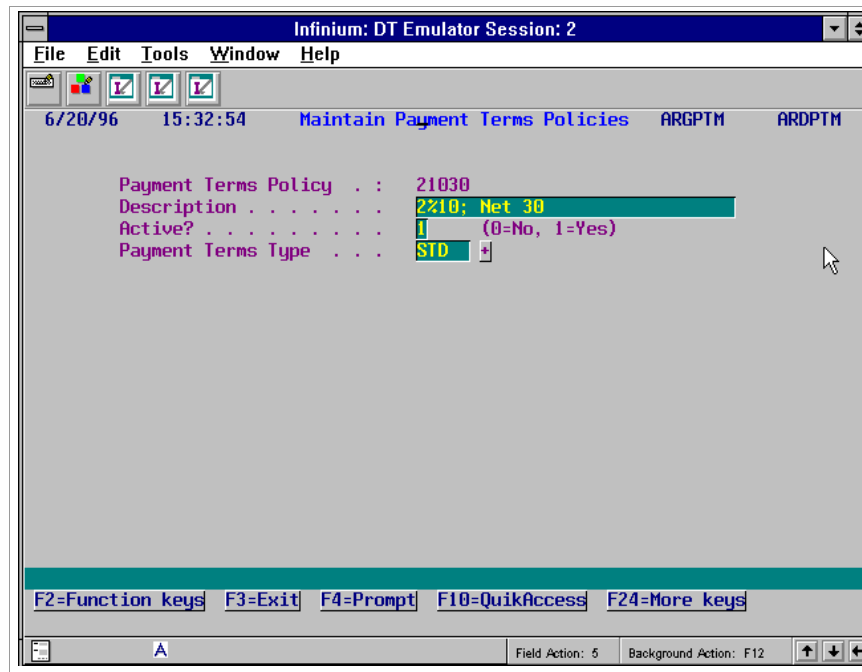 Infinium: DT Emulator Session: 2
File Edit Tools Window Help
6/20/96 15:32:54 Maintain Payment Terms Policies ARGPTM ARDPTM
Payment Terms Policy . : 21030
Description . . . . . . . 2%10; Net 30
Active? . . . . . . . . . 1 (0=No, 1=Yes)
Payment Terms Type . . . STD +
F2=Function keys F3=Exit F4=Prompt F10=QuikAccess F24=More keys
A Field Action: 5 Background Action: F12